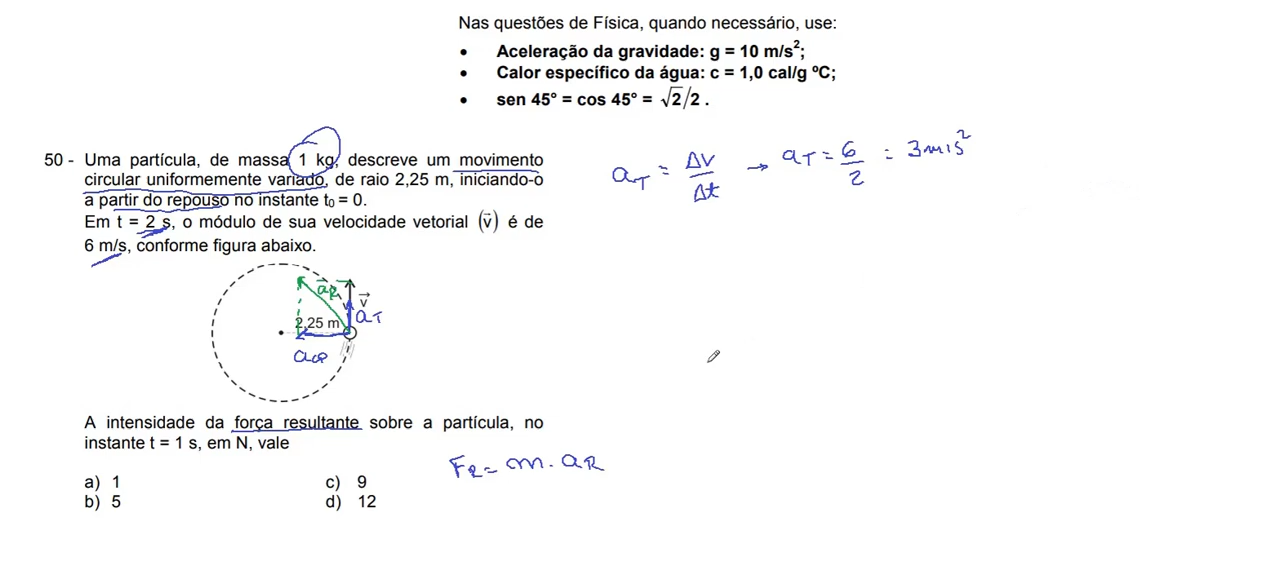 Nas questões de Física, quando necessário, use:
• Aceleração da gravidade: g = 10 m/s²;
• Calor específico da água: c = 1,0 cal/g ºC;
• sen 45° = cos 45° = √2/2 .
50 - Uma partícula, de massa 1 kg, descreve um movimento
circular uniformemente variado, de raio 2,25 m, iniciando-o
a partir do repouso no instante t₀ = 0.
Em t = 2 s, o módulo de sua velocidade vetorial (v⃗) é de
6 m/s, conforme figura abaixo.
aT = ΔV/Δt → aT = 6/2 = 3m/s²
a⃗R
v⃗
aT
2,25 m
acp
A intensidade da força resultante sobre a partícula, no
instante t = 1 s, em N, vale
FR = m . aR
a) 1 c) 9
b) 5 d) 12